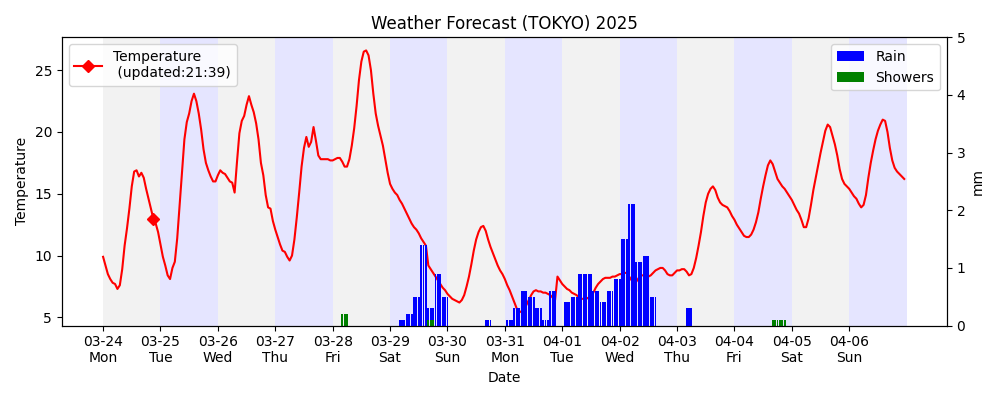 Weather Forecast (TOKYO) 2025
Temperature
(updated:21:39)
Rain
Showers
25
20
15
10
5
Temperature
5
4
3
2
1
0
mm
03-24 03-25 03-26 03-27 03-28 03-29 03-30 03-31 04-01 04-02 04-03 04-04 04-05 04-06
Mon Tue Wed Thu Fri Sat Sun Mon Tue Wed Thu Fri Sat Sun
Date